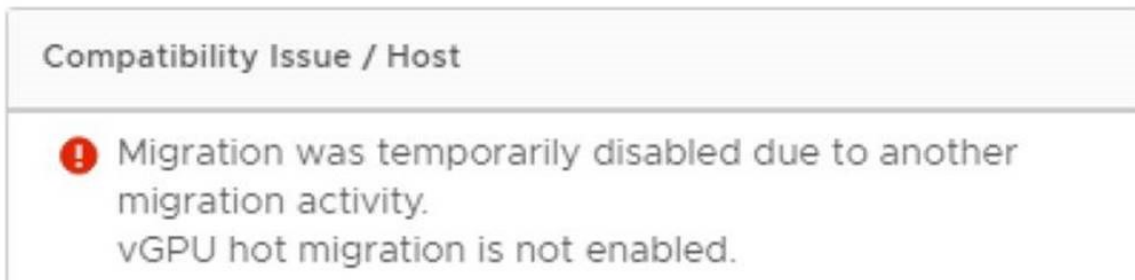 Compatibility Issue / Host
Migration was temporarily disabled due to another
migration activity.
vGPU hot migration is not enabled.